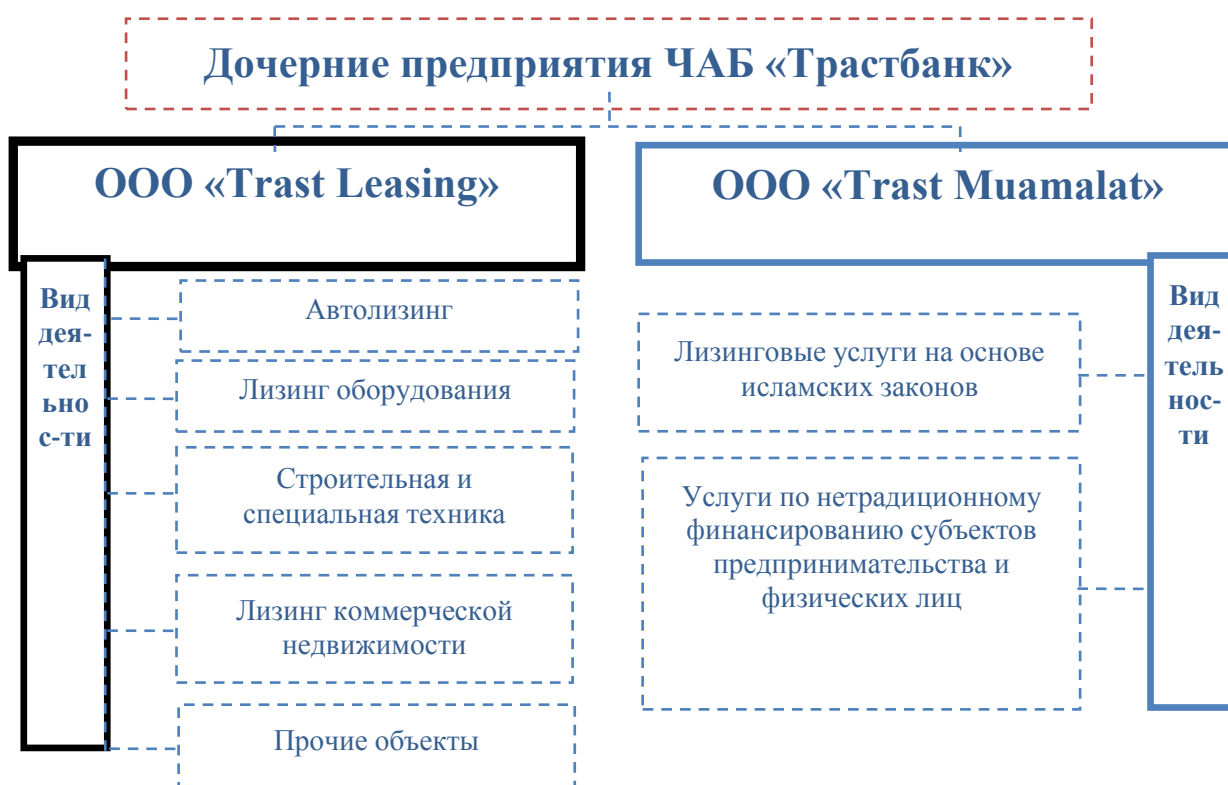 Дочерние предприятия ЧАБ «Трастбанк»
ООО «Trast Leasing»
ООО «Trast Muamalat»
Вид
дея-
тел
ьно
с-ти
Автолизинг
Лизинг оборудования
Строительная и
специальная техника
Лизинг коммерческой
недвижимости
Прочие объекты
Лизинговые услуги на основе
исламских законов
Услуги по нетрадиционному
финансированию субъектов
предпринимательства и
физических лиц
Вид
дея-
тель
нос-
ти